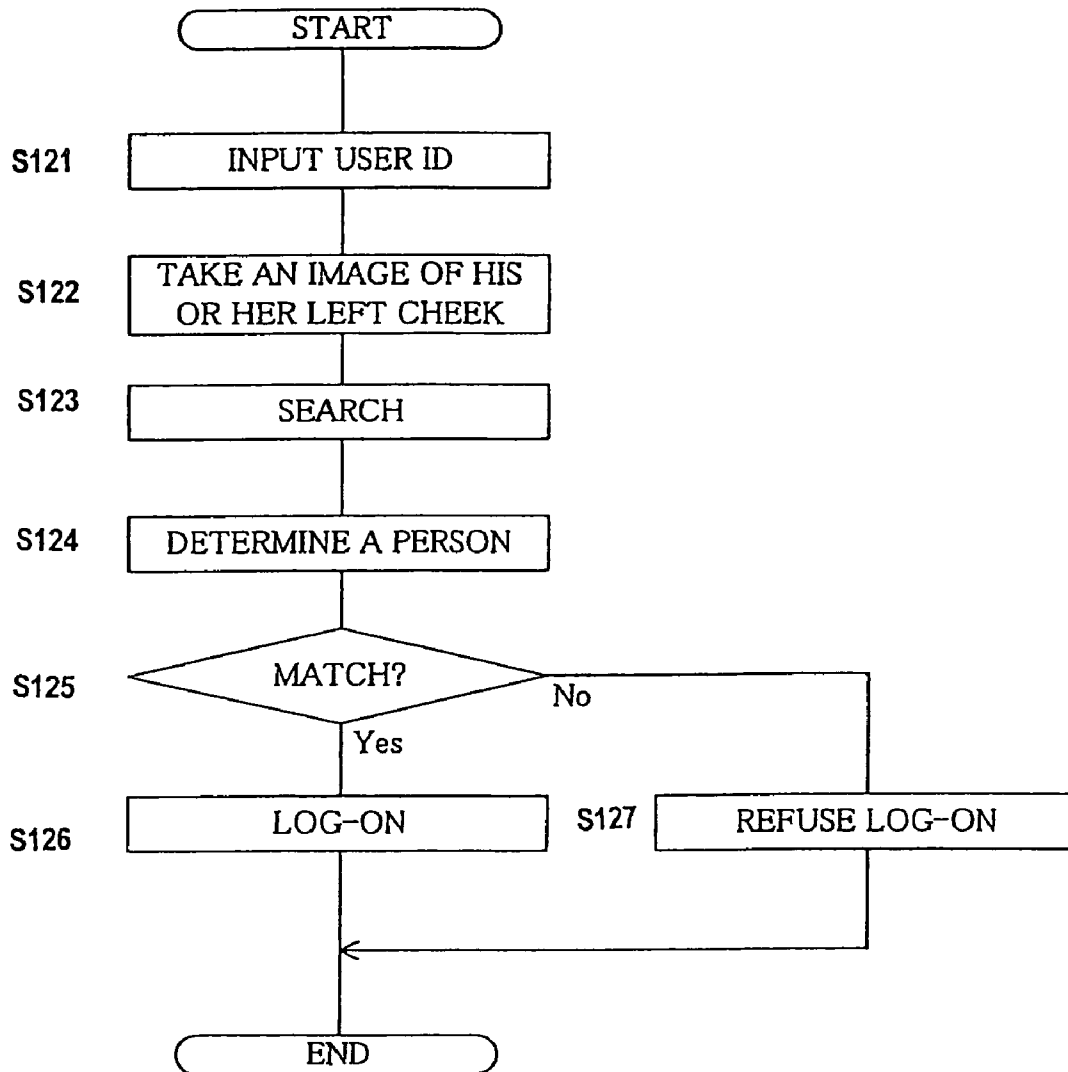 START
S121
INPUT USER ID
S122
TAKE AN IMAGE OF HIS
OR HER LEFT CHEEK
S123
SEARCH
S124
DETERMINE A PERSON
S125
MATCH?
No
Yes
S126
LOG-ON
S127
REFUSE LOG-ON
END